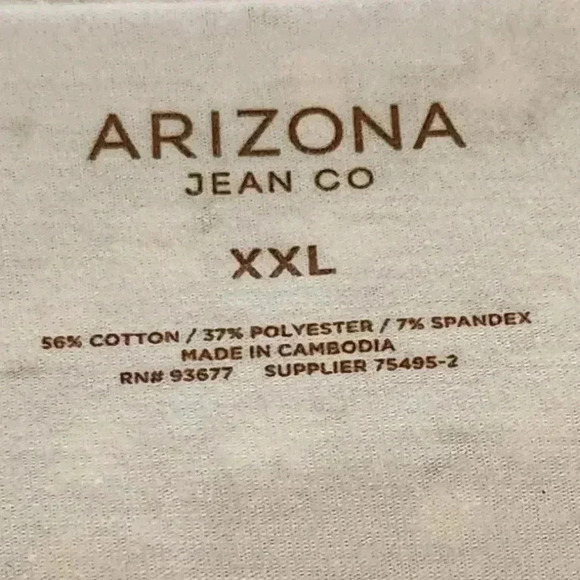 ARIZONA
JEAN CO
XXL
56% COTTON / 37% POLYESTER / 7% SPANDEX
MADE IN CAMBODIA
RN# 93677 SUPPLIER 75495-2